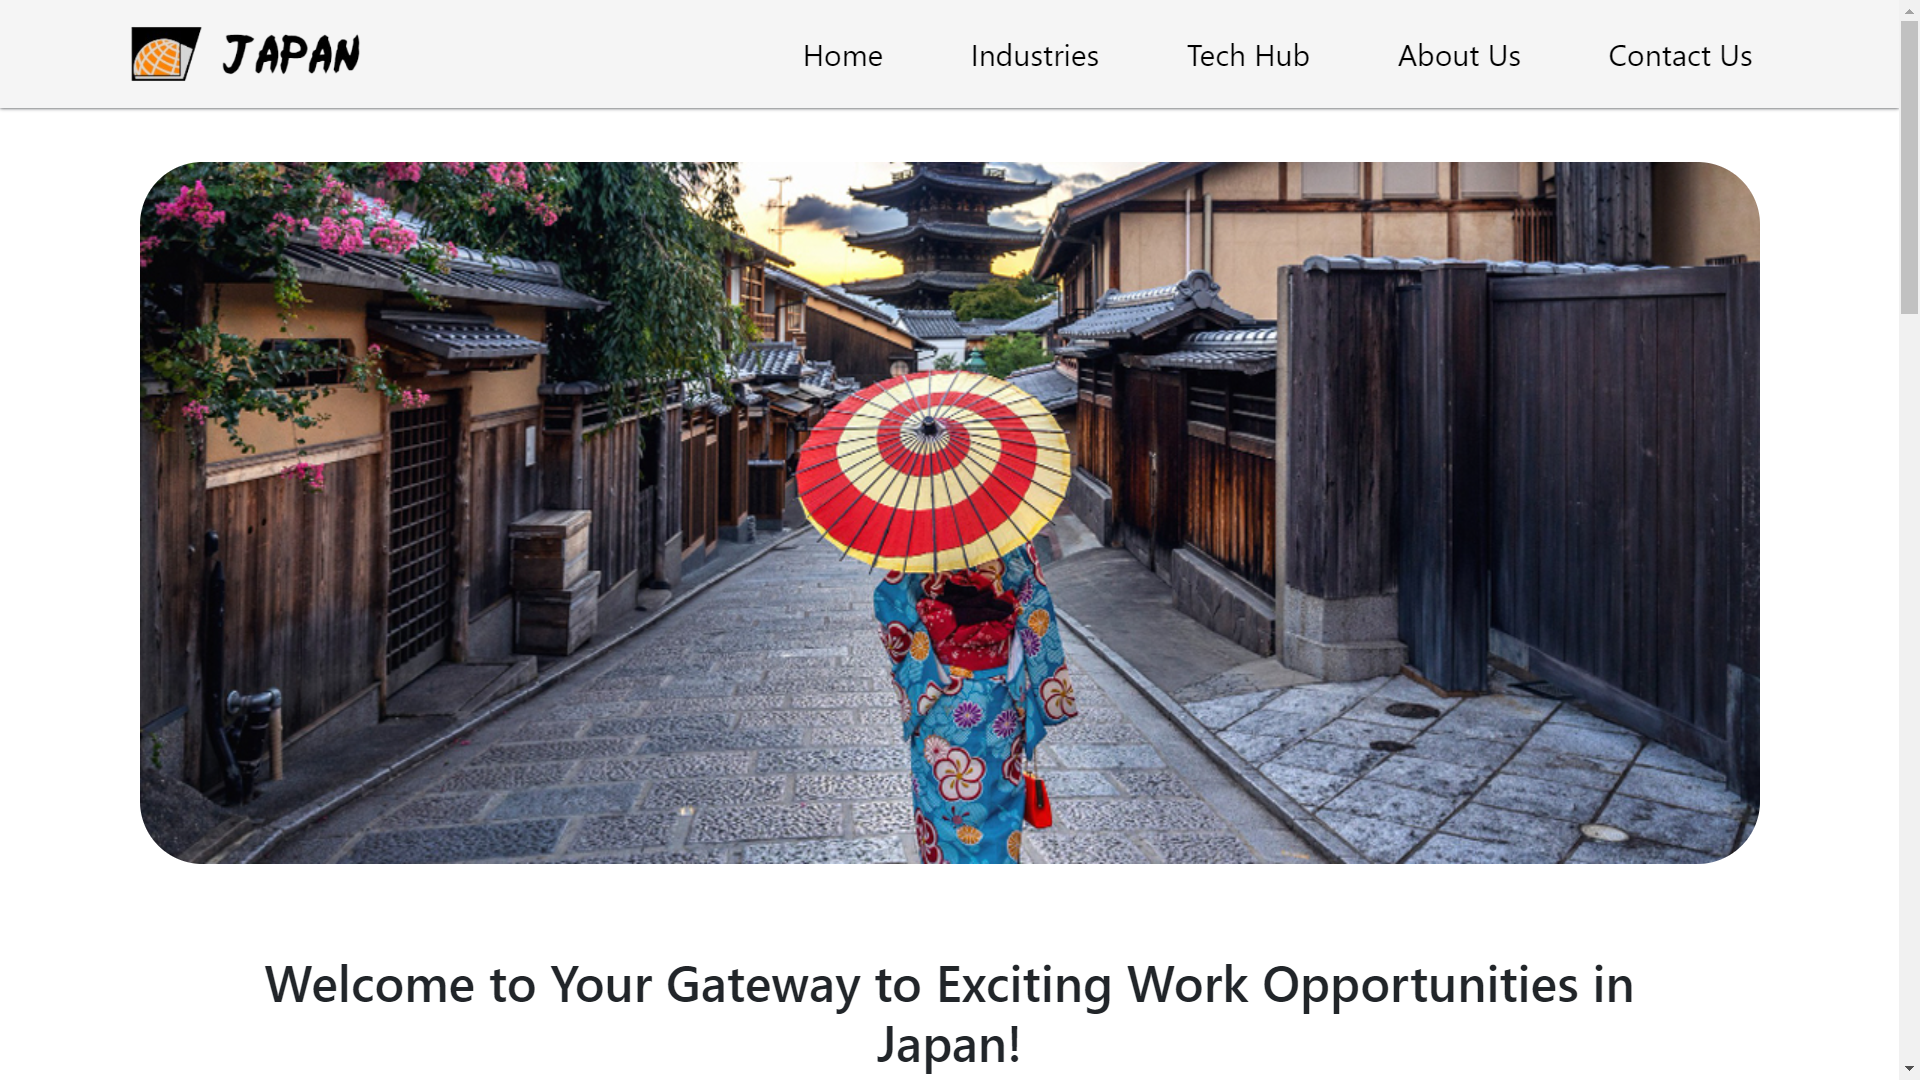 JAPAN
Home
Industries
Tech Hub
About Us
Contact Us
Welcome to Your Gateway to Exciting Work Opportunities in
Japan!